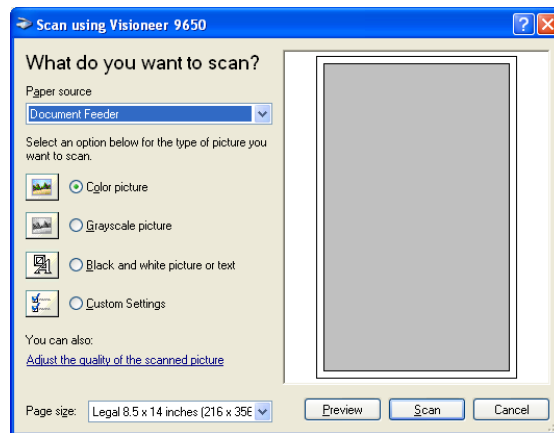 Scan using Visioneer 9650
What do you want to scan?
Paper source
Document Feeder
Select an option below for the type of picture you
want to scan.
Color picture
Grayscale picture
Black and white picture or text
Custom Settings
You can also:
Adjust the quality of the scanned picture
Page size: Legal 8.5 x 14 inches (216 x 356
Preview
Scan
Cancel